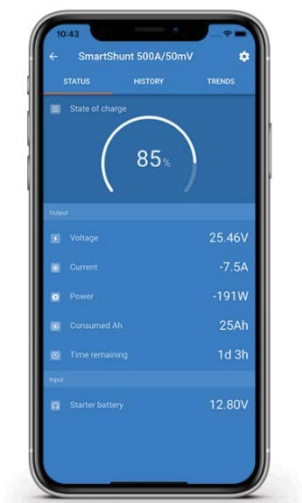 10:43
SmartShunt 500A/50mV
STATUS HISTORY TRENDS
State of charge
85%
Output
Voltage 25.46V
Current -7.5A
Power -191W
Consumed Ah 25Ah
Time remaining 1d 3h
Input
Starter battery 12.80V